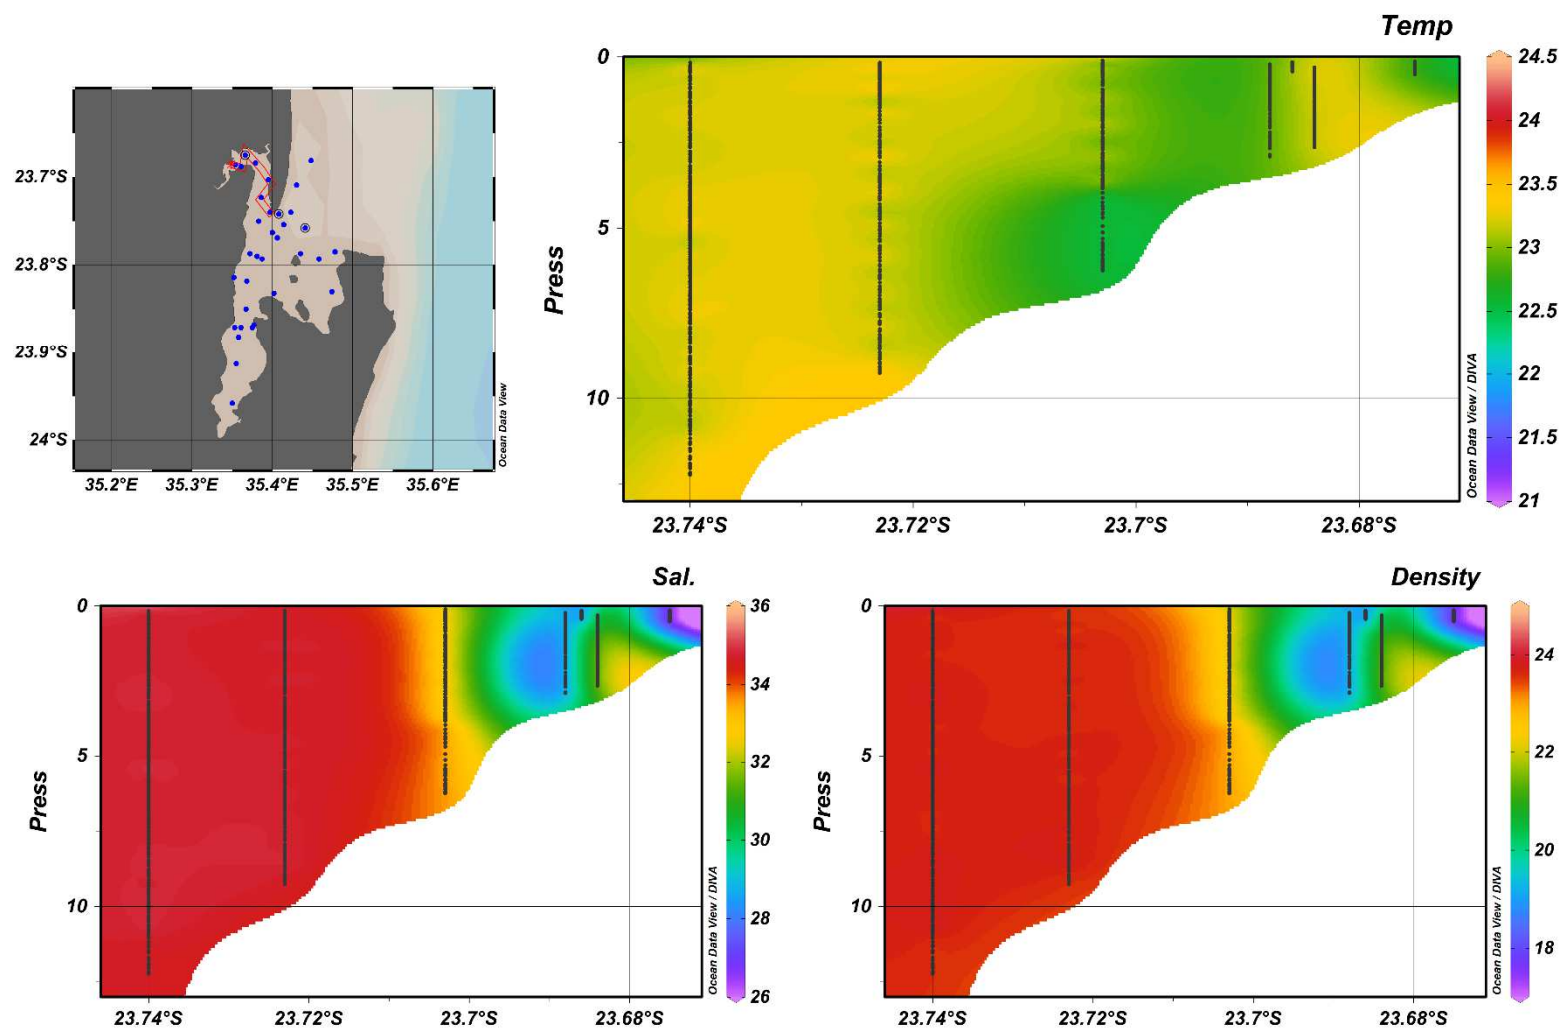 Temp
0
5
10
Press
23.74°S
23.72°S
23.7°S
23.68°S
24.5
24
23.5
23
22.5
22
21.5
21
Ocean Data View / DIVA
23.7°S
23.8°S
23.9°S
24°S
35.2°E
35.3°E
35.4°E
35.5°E
35.6°E
Ocean Data View
Sal.
0
5
10
Press
23.74°S
23.72°S
23.7°S
23.68°S
36
34
32
30
28
26
Ocean Data View / DIVA
Density
0
5
10
Press
23.74°S
23.72°S
23.7°S
23.68°S
24
22
20
18
Ocean Data View / DIVA